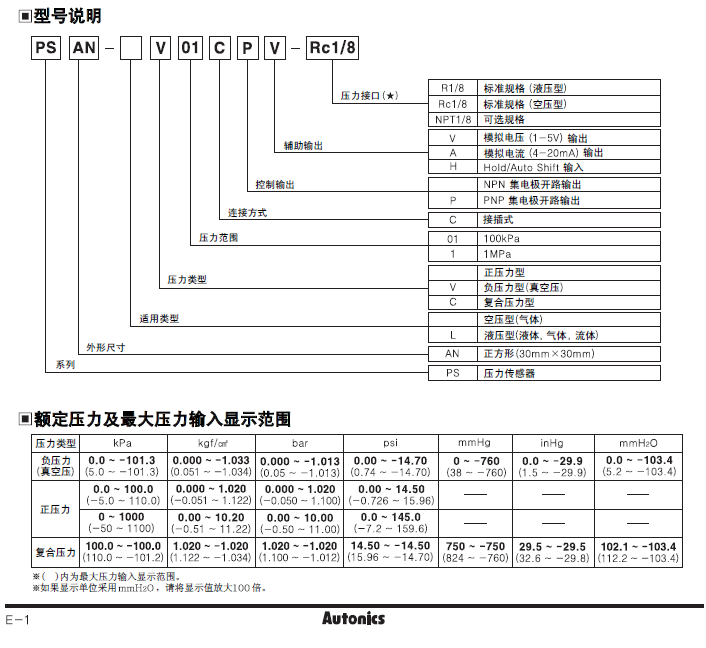 ▣型号说明
PS AN - □ V 01 C P V - Rc1/8
压力接口(★)
R1/8 标准规格 (液压型)
Rc1/8 标准规格 (空压型)
NPT1/8 可选规格
辅助输出
V 模拟电压 (1-5V) 输出
A 模拟电流 (4-20mA) 输出
H Hold/Auto Shift 输入
控制输出
NPN 集电极开路输出
P PNP 集电极开路输出
连接方式
C 接插式
压力范围
01 100kPa
1 1MPa
压力类型
正压力型
V 负压力型(真空压)
C 复合压力型
适用类型
空压型(气体)
L 液压型(液体, 气体, 流体)
外形尺寸
AN 正方形(30mm×30mm)
系列
PS 压力传感器
▣额定压力及最大压力输入显示范围
压力类型 kPa kgf/㎠ bar psi mmHg inHg mmH2O
负压力 0.0 ~ -101.3 0.000 ~ -1.033 0.000 ~ -1.013 0.00 ~ -14.70 0 ~ -760 0.0 ~ -29.9 0.0 ~ -103.4
(真空压) (5.0 ~ -101.3) (0.051 ~ -1.034) (0.05 ~ -1.013) (0.74 ~ -14.70) (38 ~ -760) (1.5 ~ -29.9) (5.2 ~ -103.4)
正压力
0.0 ~ 100.0 0.000 ~ 1.020 0.000 ~ 1.020 0.00 ~ 14.50 — — —
(-5.0 ~ 110.0) (-0.051 ~ 1.122) (-0.050 ~ 1.100) (-0.726 ~ 15.96)
0 ~ 1000 0.00 ~ 10.20 0.00 ~ 10.00 0.0 ~ 145.0 — — —
(-50 ~ 1100) (-0.51 ~ 11.22) (-0.50 ~ 11.00) (-7.2 ~ 159.6)
复合压力 100.0 ~ -100.0 1.020 ~ -1.020 1.020 ~ -1.020 14.50 ~ -14.50 750 ~ -750 29.5 ~ -29.5 102.1 ~ -103.4
(110.0 ~ -101.2) (1.122 ~ -1.034) (1.100 ~ -1.012) (15.96 ~ -14.70) (824 ~ -760) (32.6 ~ -29.8) (112.2 ~ -103.4)
※( )内为最大压力输入显示范围。
※如果显示单位采用mmH2O，请将显示值放大100倍。
E-1
Autonics